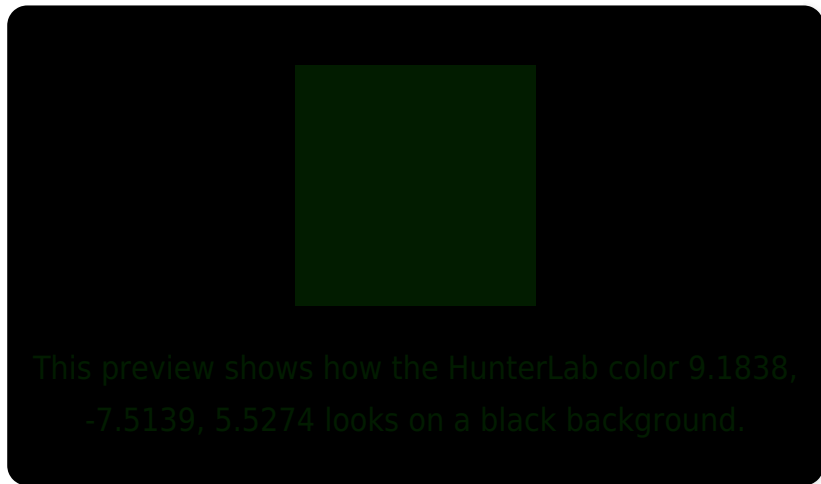 This preview shows how the HunterLab color 9.1838,
-7.5139, 5.5274 looks on a black background.